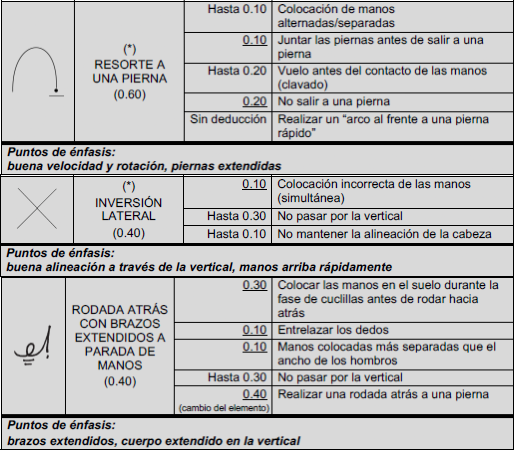 Hasta 0.10 Colocación de manos
alternadas/separadas
(*)
RESORTE A
UNA PIERNA
(0.60)
0.10 Juntar las piernas antes de salir a una
pierna
Hasta 0.20 Vuelo antes del contacto de las manos
(clavado)
0.20 No salir a una pierna
Sin deducción Realizar un “arco al frente a una pierna
rápido”
Puntos de énfasis:
buena velocidad y rotación, piernas extendidas
(*)
INVERSIÓN
LATERAL
(0.40)
0.10 Colocación incorrecta de las manos
(simultánea)
Hasta 0.30 No pasar por la vertical
Hasta 0.10 No mantener la alineación de la cabeza
Puntos de énfasis:
buena alineación a través de la vertical, manos arriba rápidamente
RODADA ATRÁS
CON BRAZOS
EXTENDIDOS A
PARADA DE
MANOS
(0.40)
0.30 Colocar las manos en el suelo durante la
fase de cuclillas antes de rodar hacia
atrás
0.10 Entrelazar los dedos
0.10 Manos colocadas más separadas que el
ancho de los hombros
Hasta 0.30 No pasar por la vertical
0.40 Realizar una rodada atrás a una pierna
(cambio del elemento)
Puntos de énfasis:
brazos extendidos, cuerpo extendido en la vertical